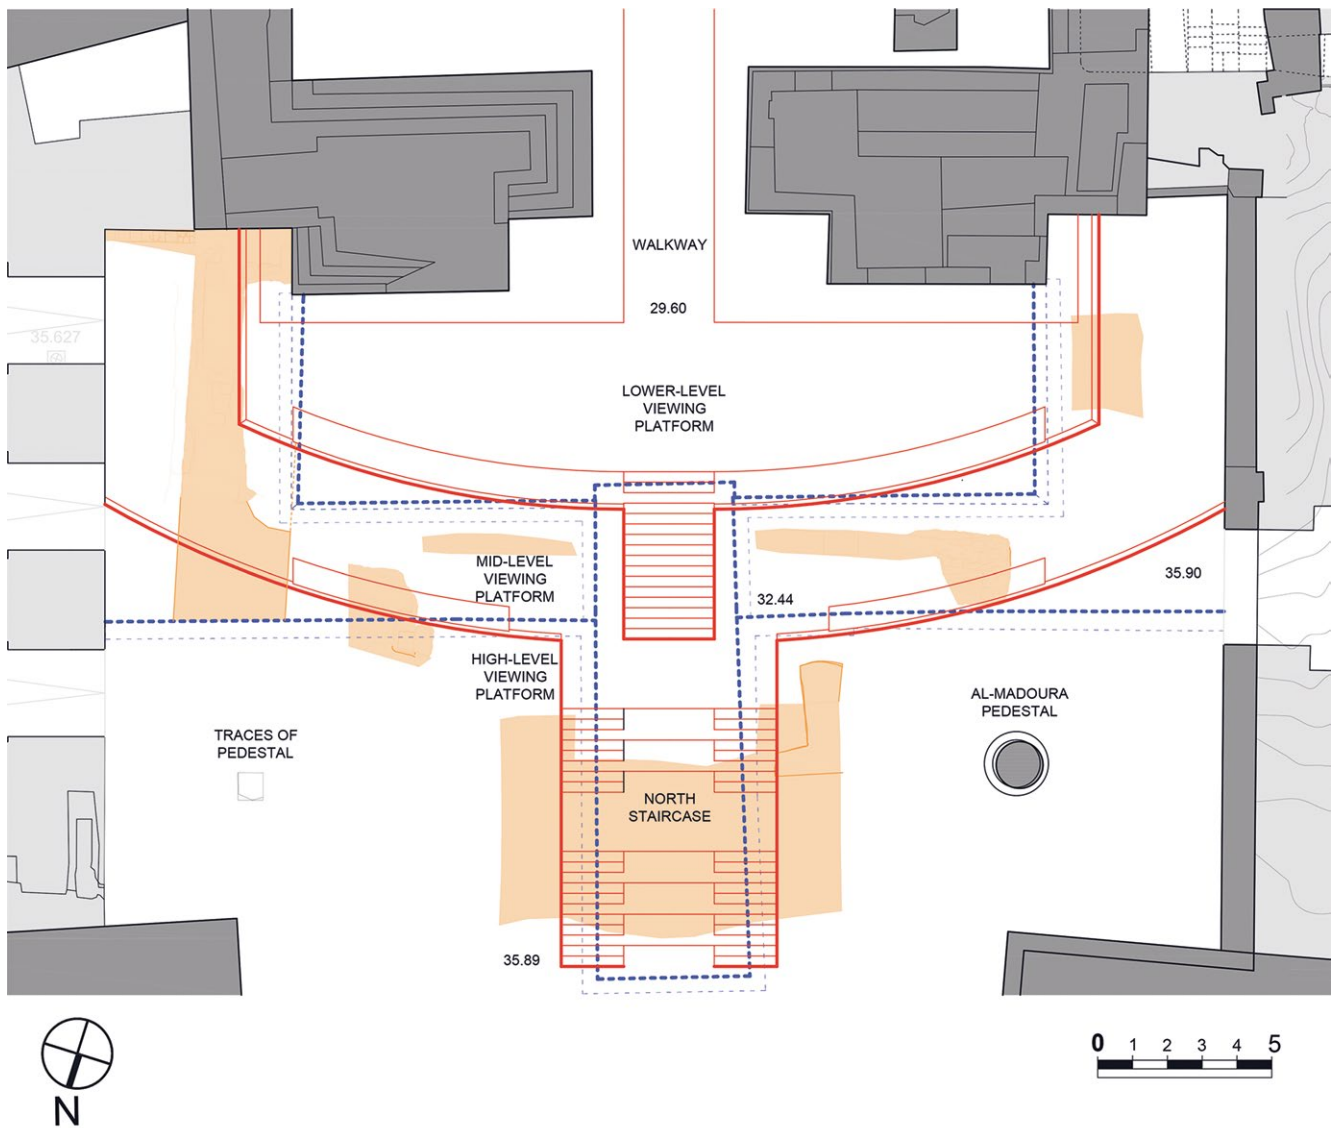 WALKWAY
29.60
35.627
LOWER-LEVEL
VIEWING
PLATFORM
MID-LEVEL
VIEWING
PLATFORM
32.44
35.90
HIGH-LEVEL
VIEWING
PLATFORM
AL-MADOURA
PEDESTAL
TRACES OF
PEDESTAL
NORTH
STAIRCASE
35.89
0 1 2 3 4 5
N